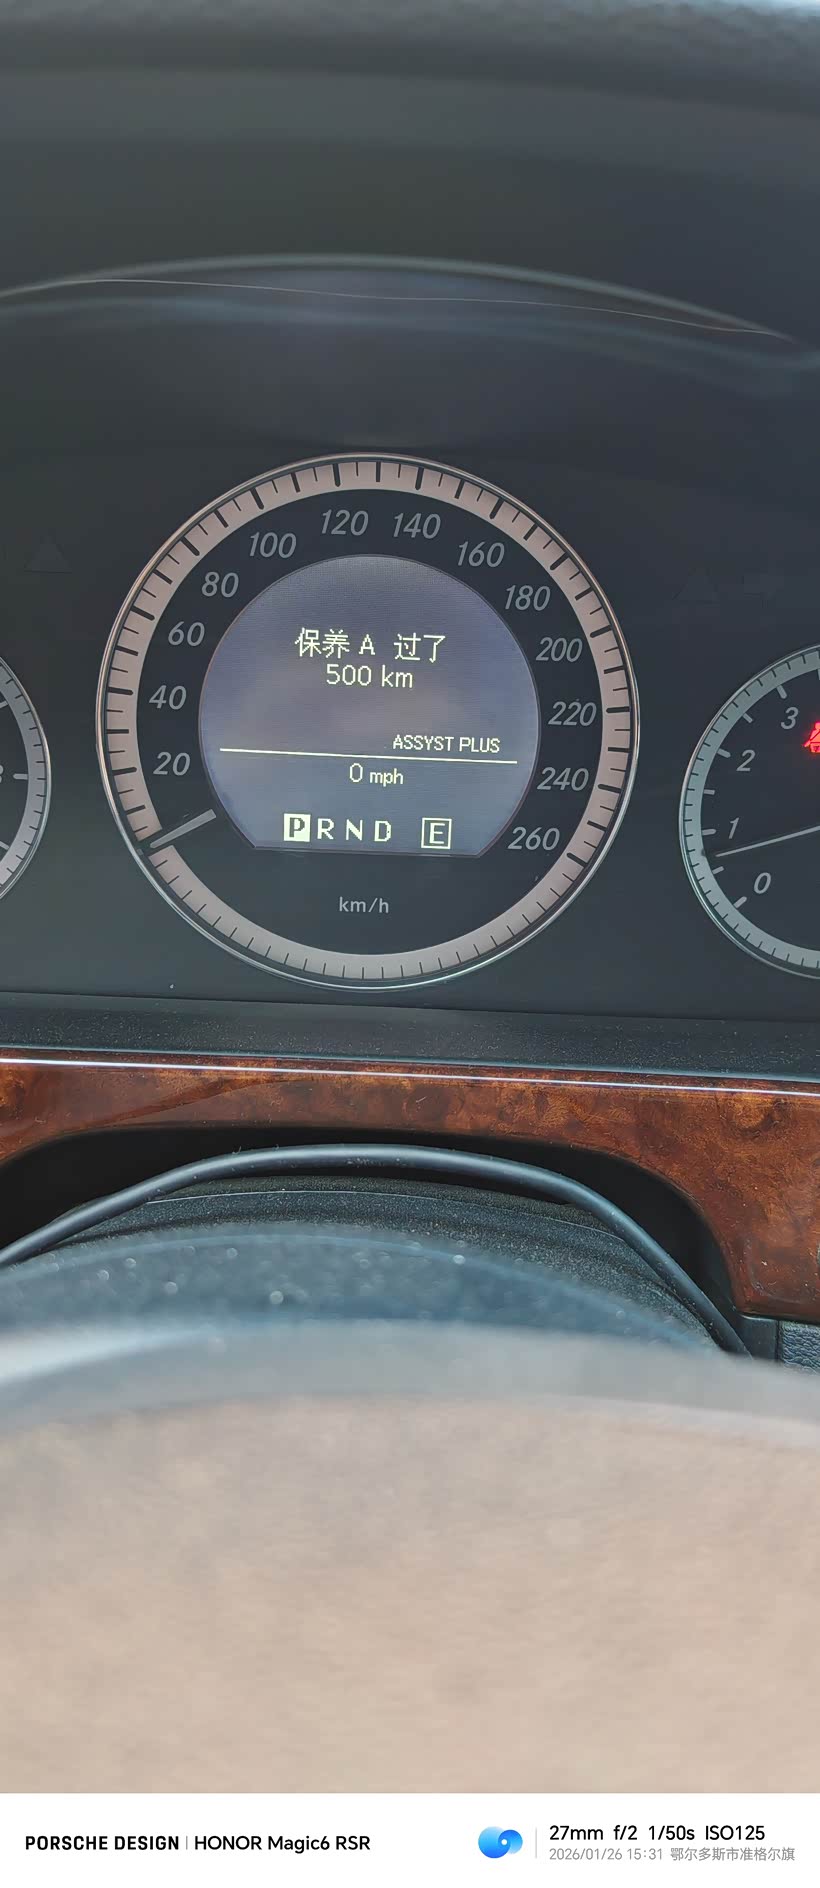 120 140
100 160
80 180
60 200
40 220
20 240
260
保养 A 过了
500 km
ASSYST PLUS
0 mph
P R N D E
km/h
3
2
1
0
PORSCHE DESIGN | HONOR Magic6 RSR
27mm f/2 1/50s ISO125
2026/01/26 15:31 鄂尔多斯市准格尔旗